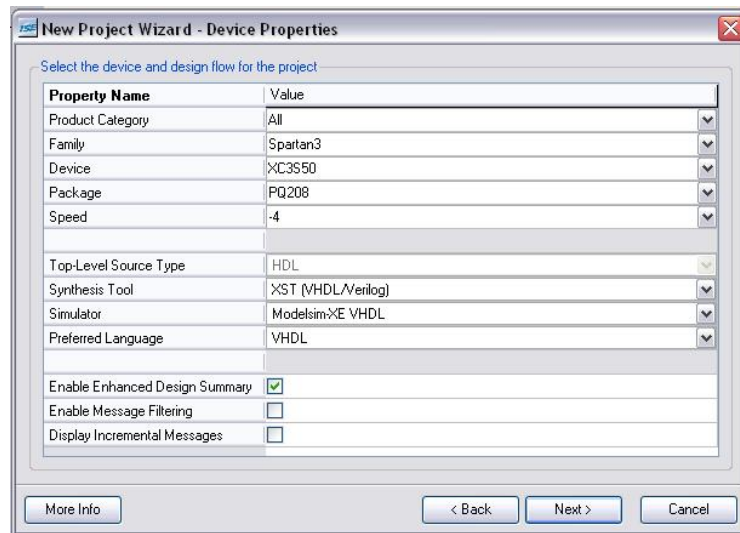 ISE New Project Wizard - Device Properties
Select the device and design flow for the project
Property Name Value
Product Category All
Family Spartan3
Device XC3S50
Package PQ208
Speed -4
Top-Level Source Type HDL
Synthesis Tool XST (VHDL/Verilog)
Simulator Modelsim-XE VHDL
Preferred Language VHDL
Enable Enhanced Design Summary
Enable Message Filtering
Display Incremental Messages
More Info < Back Next > Cancel